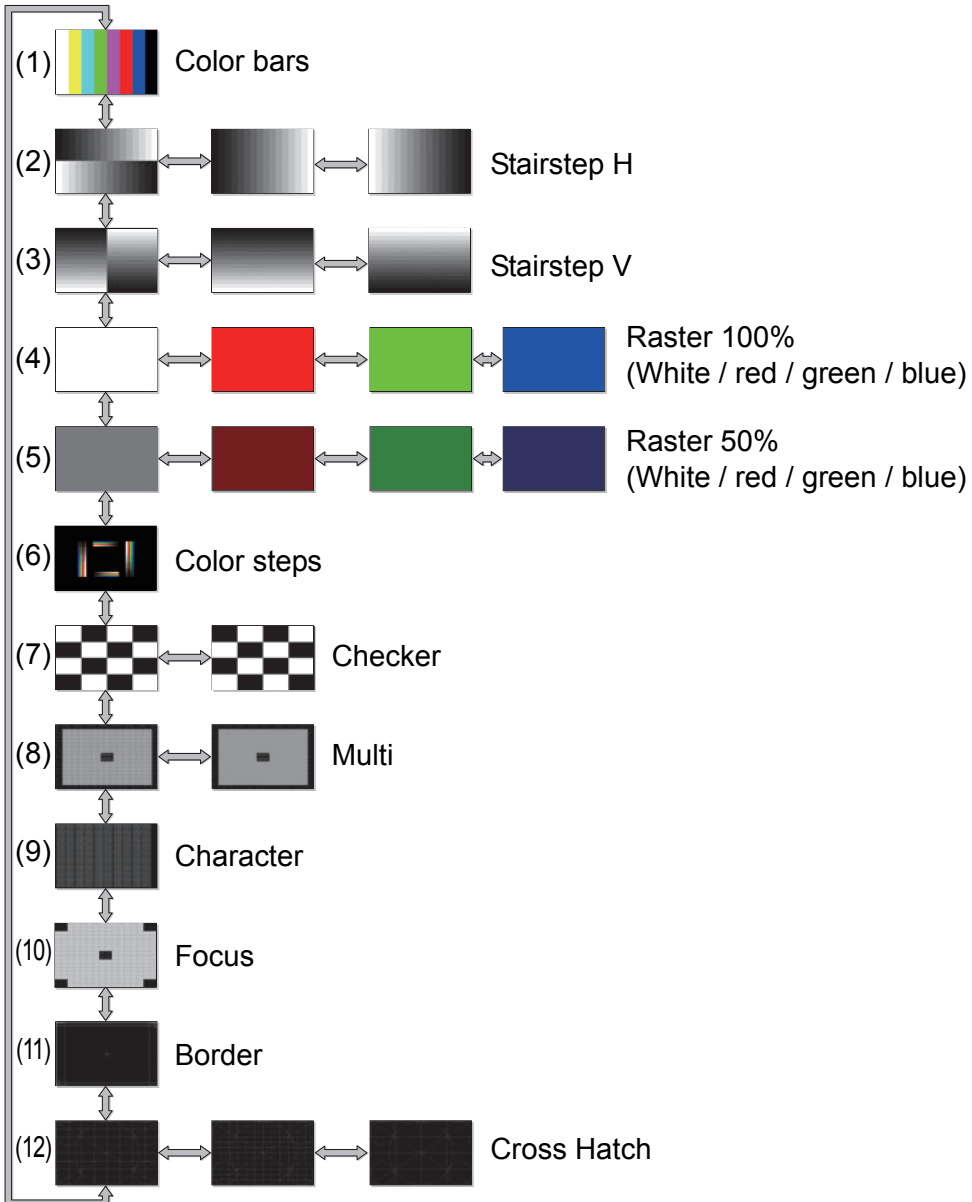 (1) Color bars
(2) Stairstep H
(3) Stairstep V
(4) Raster 100%
(White / red / green / blue)
(5) Raster 50%
(White / red / green / blue)
(6) Color steps
(7) Checker
(8) Multi
(9) Character
(10) Focus
(11) Border
(12) Cross Hatch